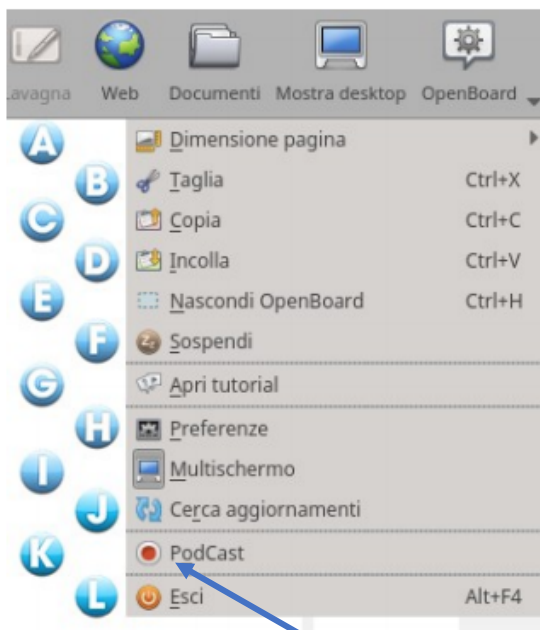 Lavagna Web Documenti Mostra desktop OpenBoard
A Dimensione pagina
B Taglia Ctrl+X
C Copia Ctrl+C
D Incolla Ctrl+V
E Nascondi OpenBoard Ctrl+H
F Sospendi
G Apri tutorial
H Preferenze
I Multischermo
J Cerca aggiornamenti
K PodCast
L Esci Alt+F4